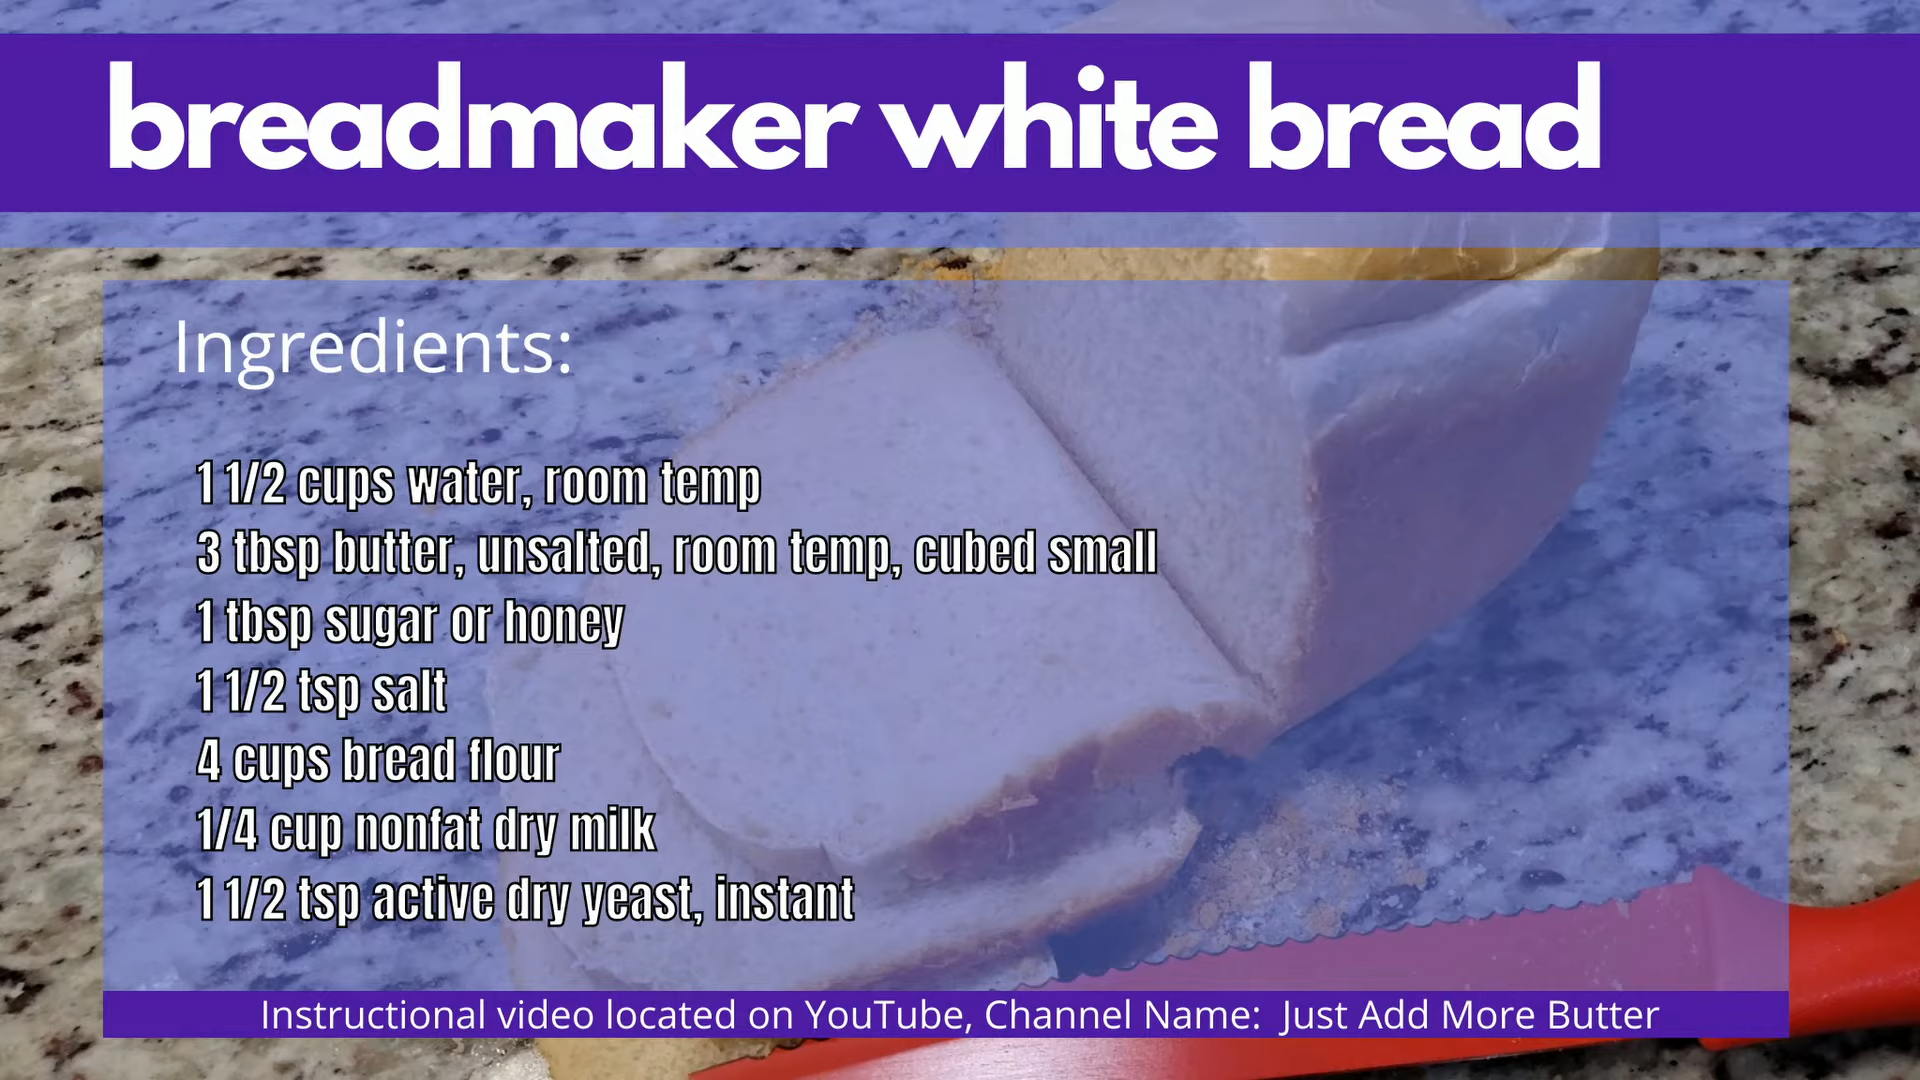 breadmaker white bread
Ingredients:
1 1/2 cups water, room temp
3 tbsp butter, unsalted, room temp, cubed small
1 tbsp sugar or honey
1 1/2 tsp salt
4 cups bread flour
1/4 cup nonfat dry milk
1 1/2 tsp active dry yeast, instant
Instructional video located on YouTube, Channel Name:  Just Add More Butter